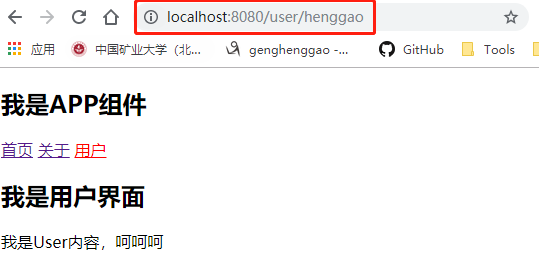 localhost:8080/user/henggao
应用 中国矿业大学（北... genghenggao -... GitHub Tools
我是APP组件
首页 关于 用户
我是用户界面
我是User内容，呵呵呵